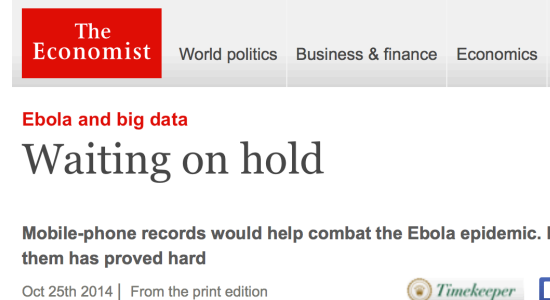 The
Economist
World politics
Business & finance
Economics
Ebola and big data
Waiting on hold
Mobile-phone records would help combat the Ebola epidemic.
them has proved hard
Oct 25th 2014 | From the print edition
Timekeeper